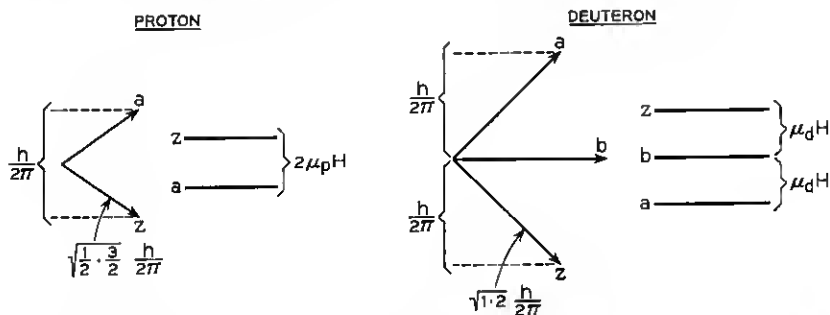 PROTON
a
z
h/2π
z
a
2μpH
√(1/2 · 3/2) h/2π
DEUTERON
a
b
z
h/2π
h/2π
z
b
a
μdH
μdH
√(1·2) h/2π